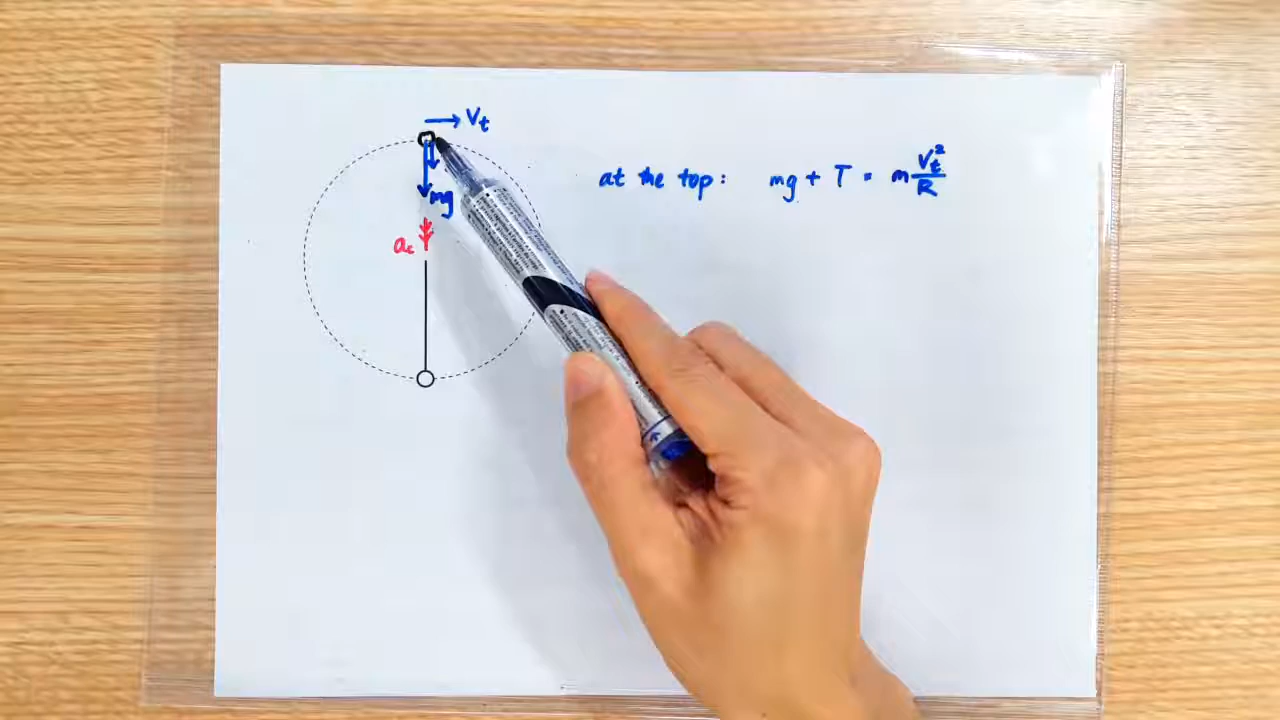 Vt
mg
ac
at the top: mg + T = m Vt²/R